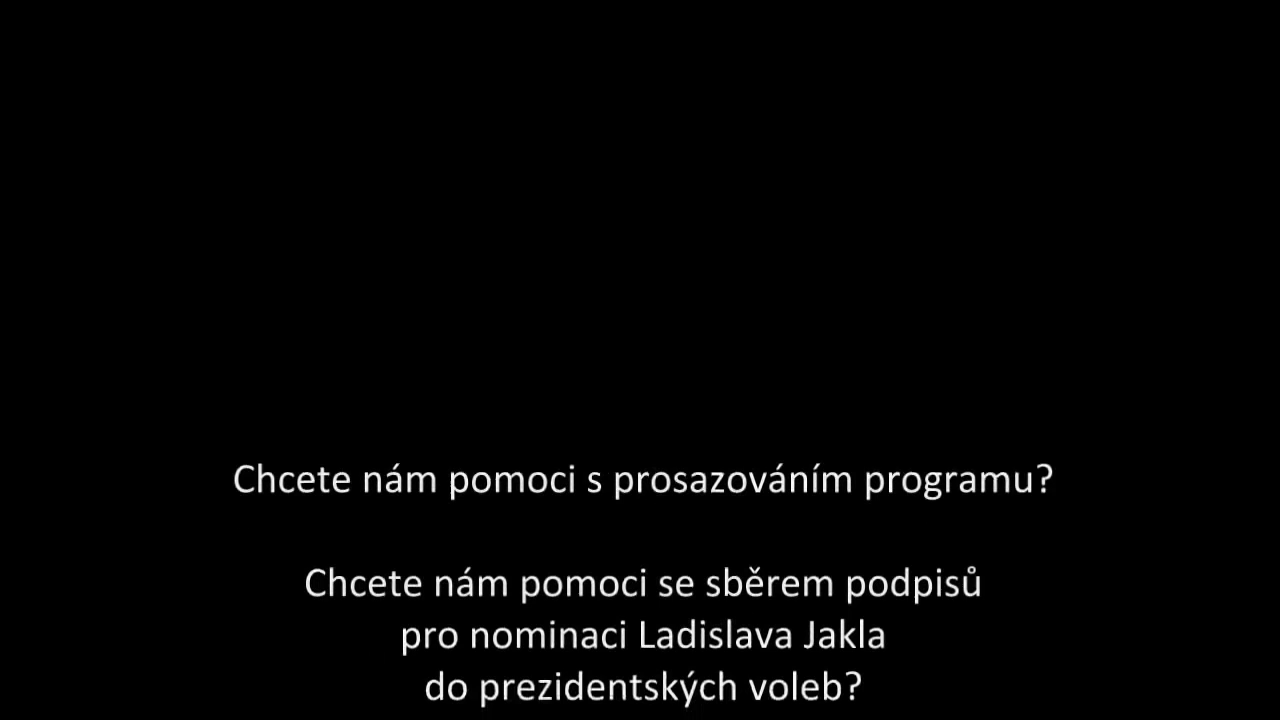 Chcete nám pomoci s prosazováním programu?
Chcete nám pomoci se sběrem podpisů
pro nominaci Ladislava Jakla
do prezidentských voleb?